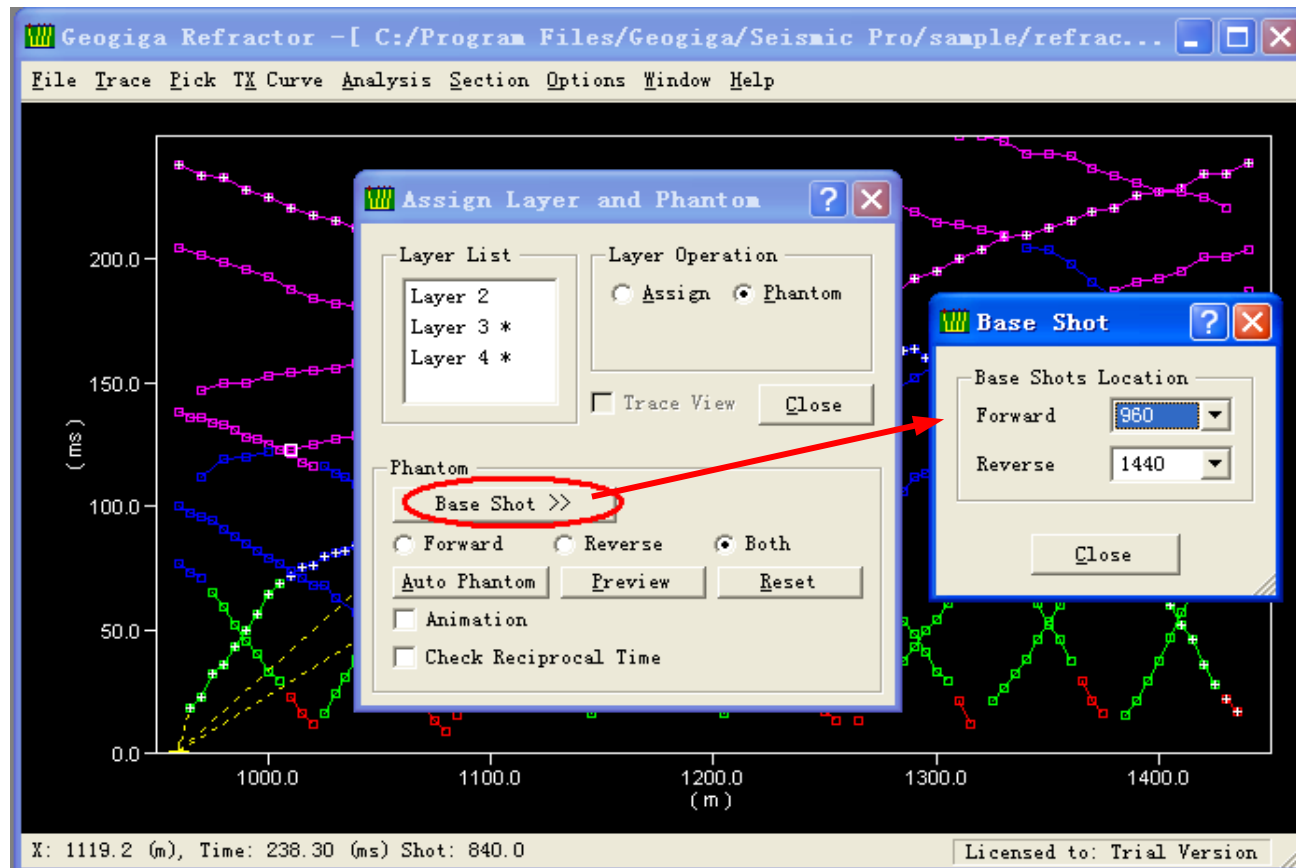 Geogiga Refractor -[ C:/Program Files/Geogiga/Seismic Pro/sample/refrac...
File Trace Pick TX Curve Analysis Section Options Window Help
Assign Layer and Phantom
Layer List
Layer 2
Layer 3 *
Layer 4 *
Layer Operation
Assign Phantom
Trace View Close
Phantom
Base Shot >>
Forward Reverse Both
Auto Phantom Preview Reset
Animation
Check Reciprocal Time
Base Shot
Base Shots Location
Forward 960
Reverse 1440
Close
(ms)
200.0
150.0
100.0
50.0
0.0
1000.0 1100.0 1200.0 1300.0 1400.0
(m)
X: 1119.2 (m), Time: 238.30 (ms) Shot: 840.0
Licensed to: Trial Version